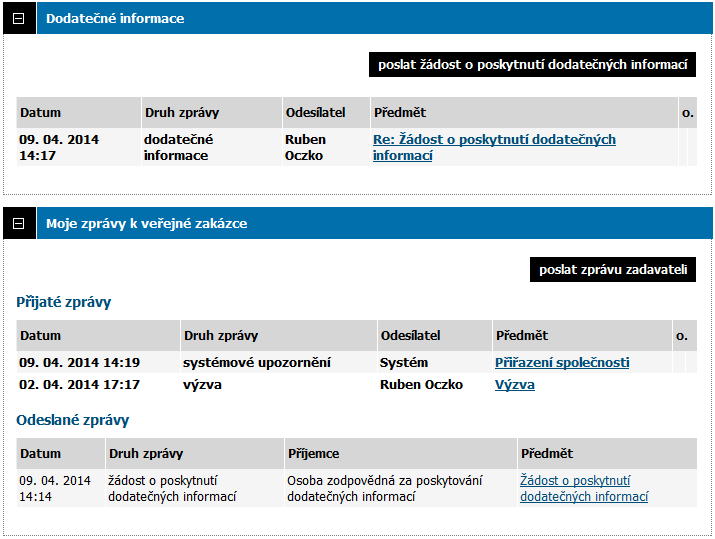 Dodatečné informace
poslat žádost o poskytnutí dodatečných informací
Datum Druh zprávy Odesílatel Předmět o.
09. 04. 2014 dodatečné Ruben Re: Žádost o poskytnutí dodatečných
14:17 informace Oczko informací
Moje zprávy k veřejné zakázce
poslat zprávu zadavateli
Přijaté zprávy
Datum Druh zprávy Odesílatel Předmět o.
09. 04. 2014 14:19 systémové upozornění Systém Přiřazení společnosti
02. 04. 2014 17:17 výzva Ruben Oczko Výzva
Odeslané zprávy
Datum Druh zprávy Příjemce Předmět
09. 04. 2014 žádost o poskytnutí Osoba zodpovědná za poskytování Žádost o poskytnutí
14:14 dodatečných informací dodatečných informací dodatečných informací